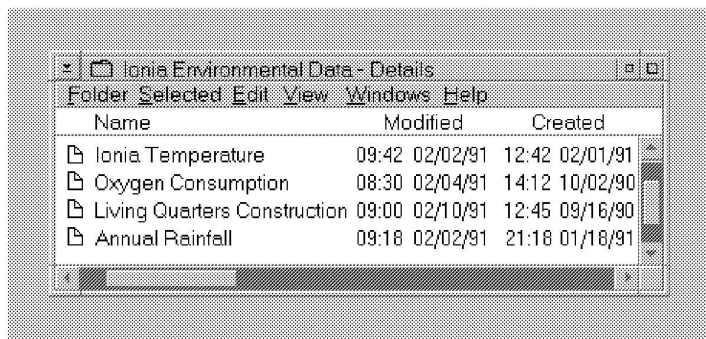 Ionia Environmental Data - Details
Folder Selected Edit View Windows Help
Name Modified Created
Ionia Temperature 09:42 02/02/91 12:42 02/01/91
Oxygen Consumption 08:30 02/04/91 14:12 10/02/90
Living Quarters Construction 09:00 02/10/91 12:45 09/16/90
Annual Rainfall 09:18 02/02/91 21:18 01/18/91